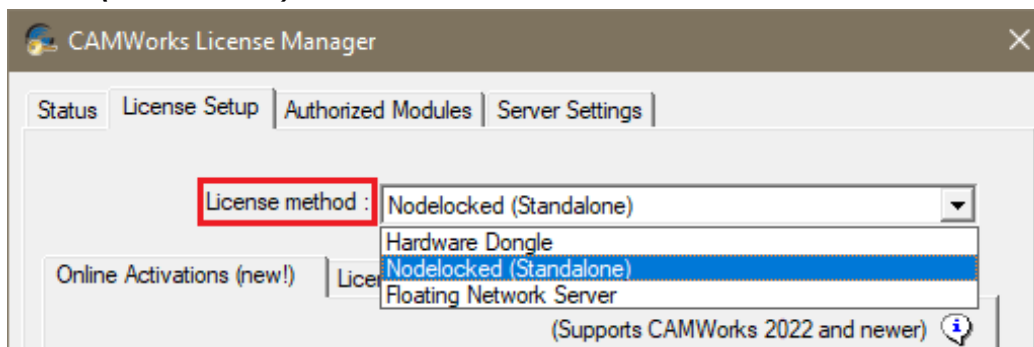 CAMWorks License Manager
Status License Setup Authorized Modules Server Settings
License method : Nodelocked (Standalone)
Hardware Dongle
Nodelocked (Standalone)
Floating Network Server
Online Activations (new!)
(Supports CAMWorks 2022 and newer)